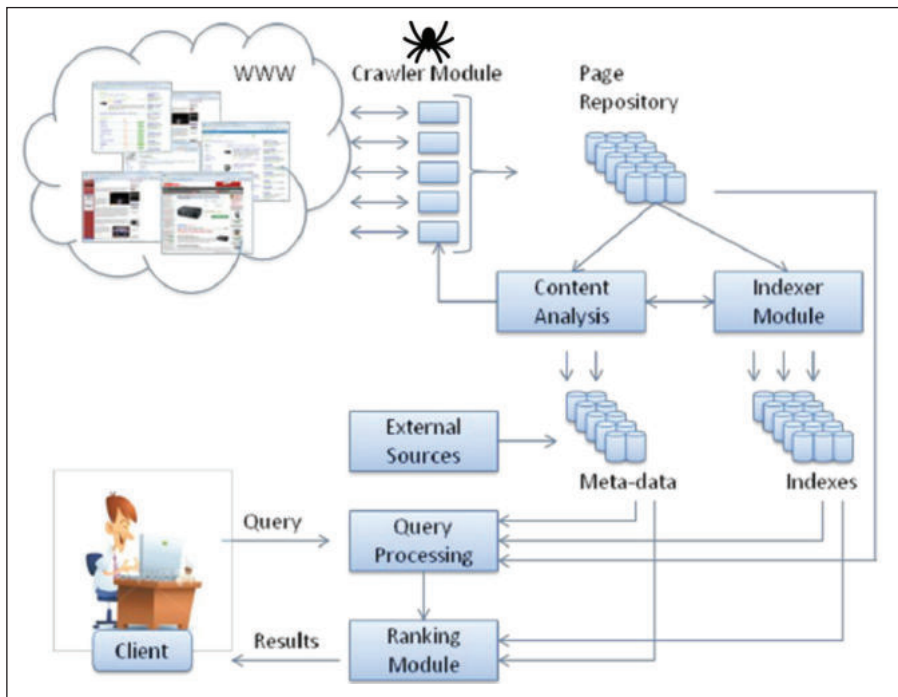 WWW
Crawler Module
Page
Repository
Content
Analysis
Indexer
Module
External
Sources
Meta-data
Indexes
Query
Query
Processing
Client
Results
Ranking
Module